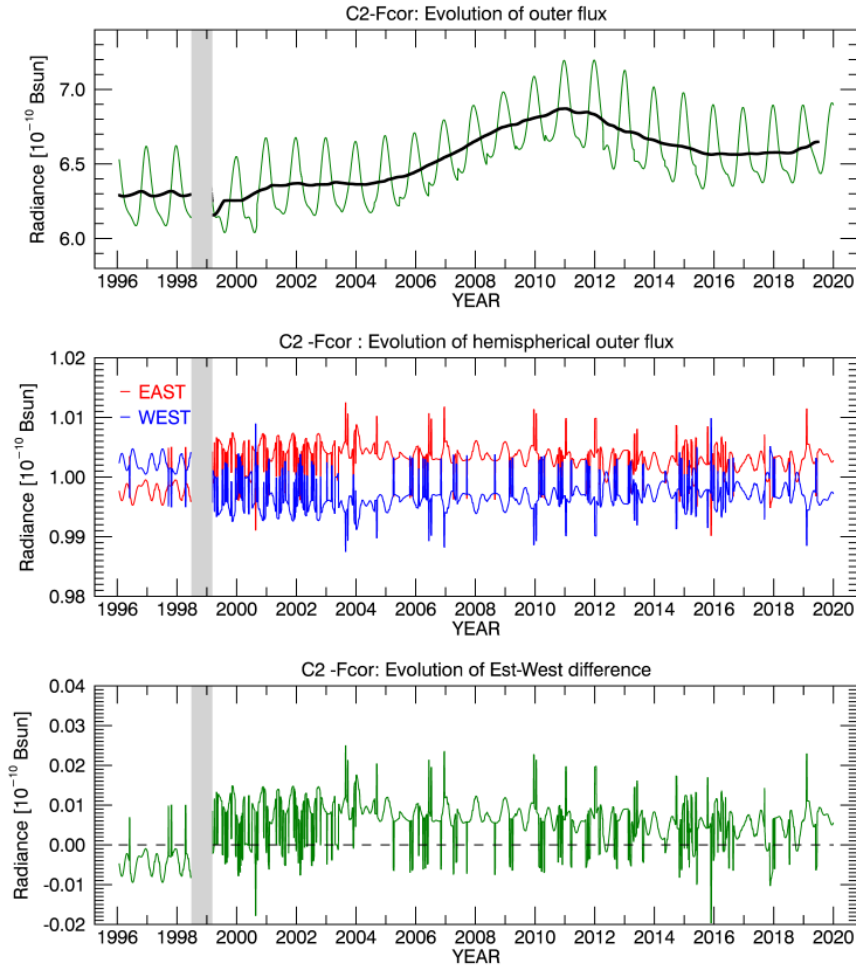 C2-Fcor: Evolution of outer flux
Radiance [10⁻¹⁰ Bsun]
7.0
6.5
6.0
1996 1998 2000 2002 2004 2006 2008 2010 2012 2014 2016 2018 2020
YEAR
C2 -Fcor : Evolution of hemispherical outer flux
Radiance [10⁻¹⁰ Bsun]
1.02
1.01
1.00
0.99
0.98
EAST
WEST
1996 1998 2000 2002 2004 2006 2008 2010 2012 2014 2016 2018 2020
YEAR
C2 -Fcor: Evolution of Est-West difference
Radiance [10⁻¹⁰ Bsun]
0.04
0.03
0.02
0.01
0.00
-0.01
-0.02
1996 1998 2000 2002 2004 2006 2008 2010 2012 2014 2016 2018 2020
YEAR